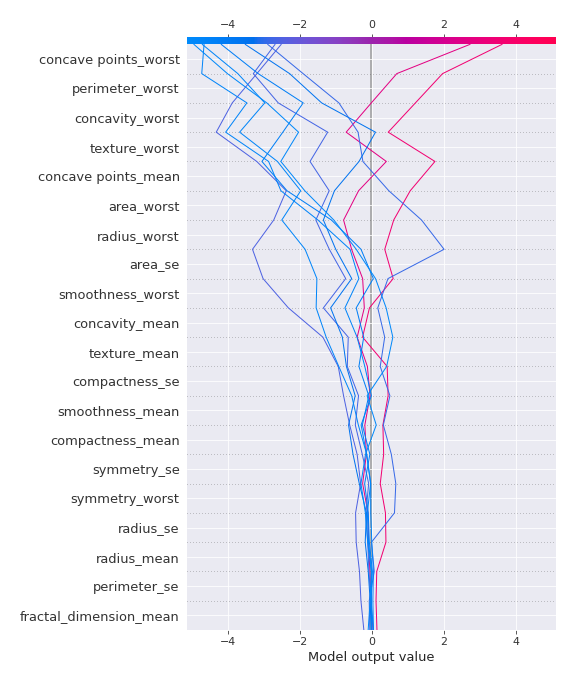 −4 −2 0 2 4
concave points_worst
perimeter_worst
concavity_worst
texture_worst
concave points_mean
area_worst
radius_worst
area_se
smoothness_worst
concavity_mean
texture_mean
compactness_se
smoothness_mean
compactness_mean
symmetry_se
symmetry_worst
radius_se
radius_mean
perimeter_se
fractal_dimension_mean
−4 −2 0 2 4
Model output value